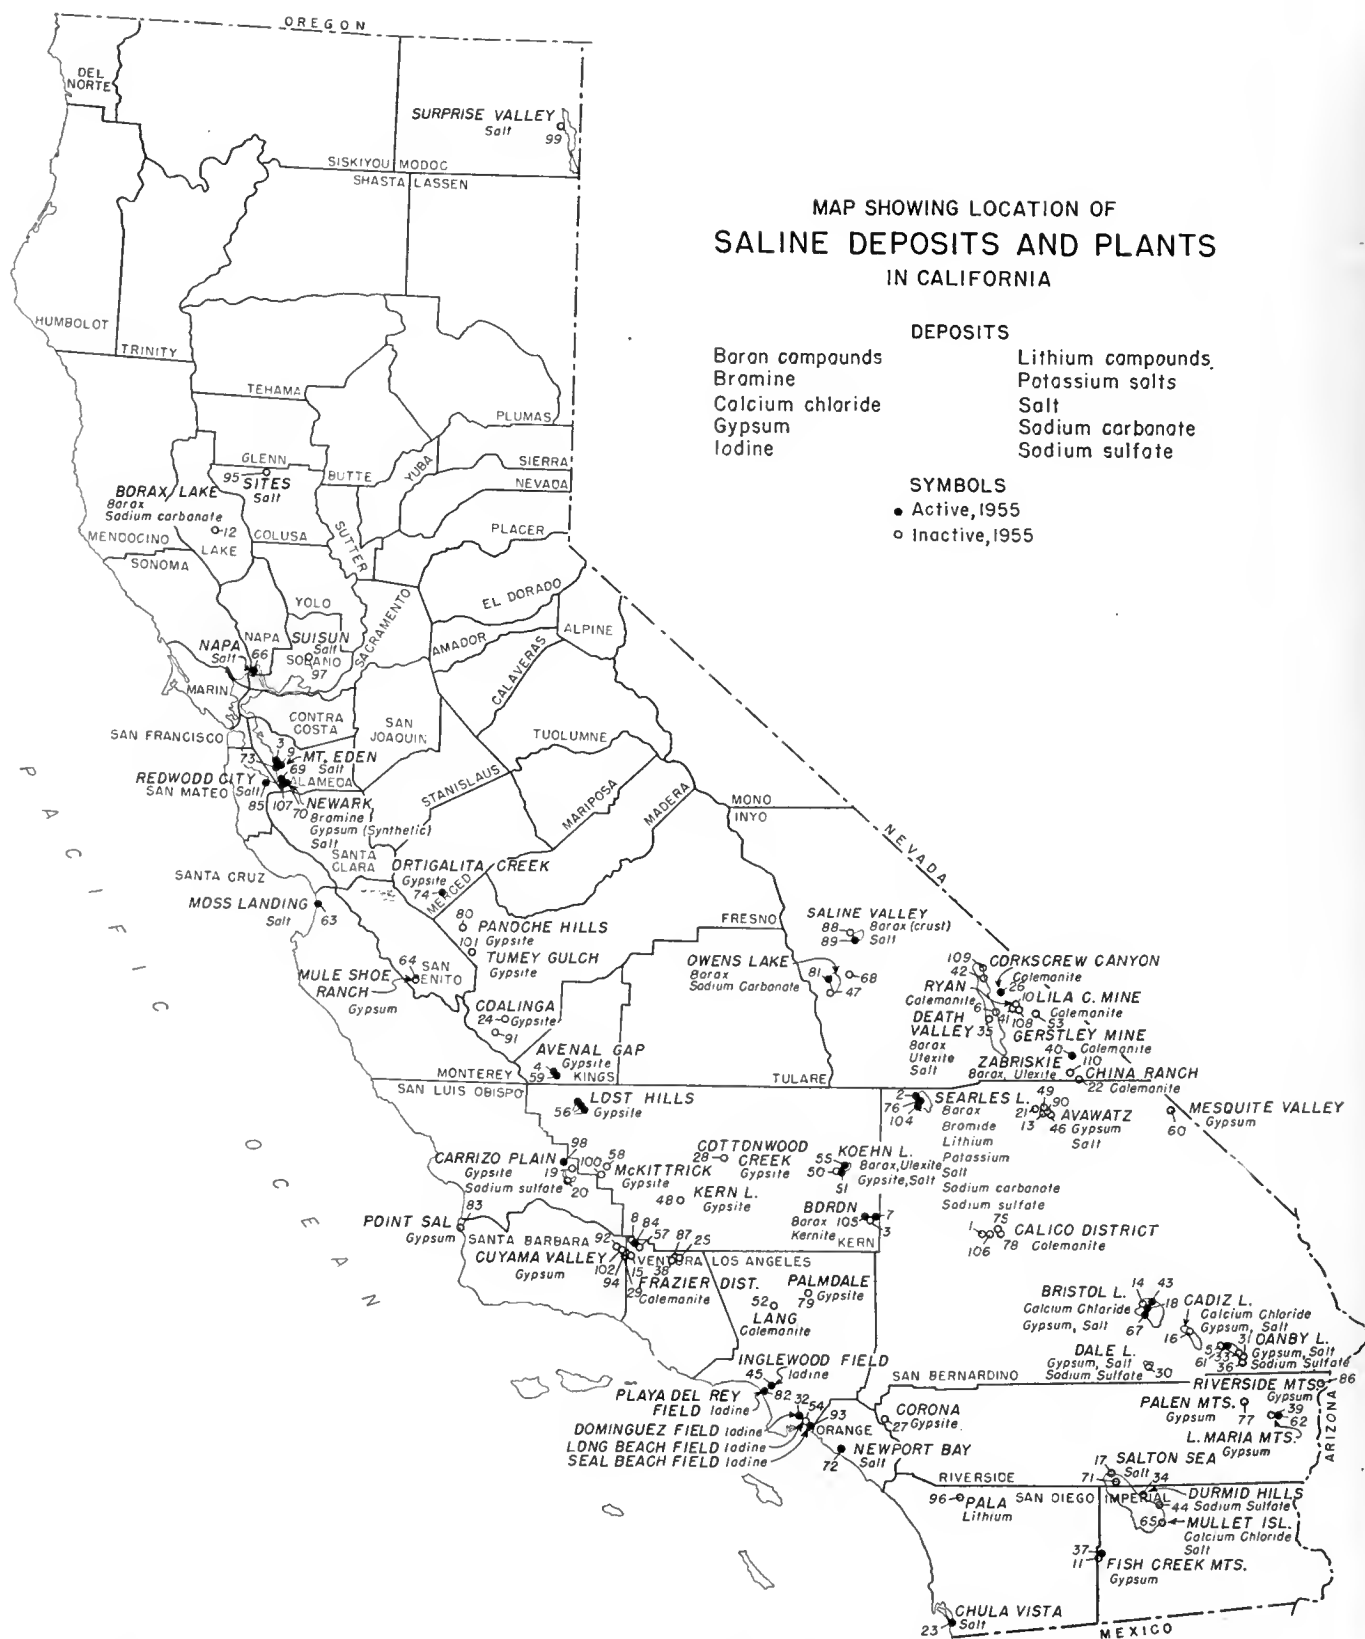 OREGON
DEL
NORTE
SURPRISE VALLEY
Salt
99
SISKIYOU MODOC
SHASTA LASSEN
MAP SHOWING LOCATION OF
SALINE DEPOSITS AND PLANTS
IN CALIFORNIA
DEPOSITS
Boron compounds
Bromine
Calcium chloride
Gypsum
Iodine
Lithium compounds
Potassium salts
Salt
Sodium carbonate
Sodium sulfate
SYMBOLS
Active, 1955
Inactive, 1955
HUMBOLDT
TRINITY
TEHAMA
PLUMAS
GLENN
BUTTE
YUBA
SIERRA
NEVADA
95
SITES
Salt
BORAX LAKE
Borax
Sodium carbonate
12
MENDOCINO
LAKE
COLUSA
SUTTER
PLACER
SONOMA
YOLO
EL DORADO
SACRAMENTO
NAPA
NAPA
Salt
66
SUISUN
Salt
SOLANO
97
AMADOR
ALPINE
CALAVERAS
MARIN
CONTRA
COSTA
SAN
JOAQUIN
TUOLUMNE
SAN FRANCISCO
3
9
73
MT. EDEN
Salt
69
ALAMEDA
REDWOOD CITY
SAN MATEO
Salt
85
107
70
NEWARK
Bromine
Gypsum (Synthetic)
Salt
STANISLAUS
MARIPOSA
MADERA
MONO
INYO
NEVADA
SANTA
CLARA
SANTA CRUZ
ORTIGALITA CREEK
Gypsite
74
MERCED
MOSS LANDING
Salt
63
80
PANOCHE HILLS
Gypsite
101
TUMEY GULCH
Gypsite
FRESNO
SALINE VALLEY
88
Borax (crust)
89
Salt
64
SAN
BENITO
MULE SHOE
RANCH
Gypsum
OWENS LAKE
Borax
Sodium Carbonate
81
68
47
109
42
CORKSCREW CANYON
Colemanite
26
RYAN
Colemanite
10
LILA C. MINE
Colemanite
6
41
108
53
DEATH
VALLEY
35
Borax
Ulexite
Salt
GERSTLEY MINE
40
Colemanite
ZABRISKIE
110
Borax, Ulexite
CHINA RANCH
22 Colemanite
COALINGA
24
Gypsite
91
AVENAL GAP
4
Gypsite
59
KINGS
MONTEREY
SAN LUIS OBISPO
TULARE
LOST HILLS
56
Gypsite
2
76
104
SEARLES L.
Borax
Bromide
Lithium
Potassium
Salt
Sodium carbonate
Sodium sulfate
49
90
21
13
AVAWATZ
46
Gypsum
Salt
MESQUITE VALLEY
60
Gypsum
98
CARRIZO PLAIN
Gypsite
19
Sodium sulfate
20
100
58
McKITTRICK
Gypsite
COTTONWOOD
28
CREEK
Gypsite
KOEHN L.
55
Borax, Ulexite
50
Gypsite, Salt
51
KERN L.
48
Gypsite
BORON
Borax
105
Kernite
7
3
KERN
75
1
CALICO DISTRICT
106
78
Colemanite
83
POINT SAL
Gypsum
SANTA BARBARA
92
8
84
57
87
25
CUYAMA VALLEY
Gypsum
102
94
15
29
38
VENTURA
LOS ANGELES
FRAZIER DIST.
Colemanite
PALMDALE
79
Gypsite
52
LANG
Colemanite
BRISTOL L.
14
43
Calcium Chloride
18
Gypsum, Salt
67
CADIZ L.
Calcium Chloride
Gypsum, Salt
16
DANBY L.
5
31
33
61
36
Gypsum, Salt
Sodium Sulfate
DALE L.
Gypsum, Salt
Sodium Sulfate
30
INGLEWOOD FIELD
45
Iodine
PLAYA DEL REY
FIELD Iodine
82
32
54
93
DOMINGUEZ FIELD Iodine
LONG BEACH FIELD Iodine
SEAL BEACH FIELD Iodine
ORANGE
SAN BERNARDINO
RIVERSIDE MTS.
86
Gypsum
CORONA
27
Gypsite
PALEN MTS.
Gypsum
77
39
62
L. MARIA MTS.
Gypsum
ARIZONA
NEWPORT BAY
72
Salt
RIVERSIDE
SALTON SEA
17
Salt
71
34
DURMID HILLS
44 Sodium Sulfate
96
PALA
Lithium
SAN DIEGO
IMPERIAL
65
MULLET ISL.
Calcium Chloride
Salt
37
11
FISH CREEK MTS.
Gypsum
CHULA VISTA
23
Salt
MEXICO
PACIFIC OCEAN